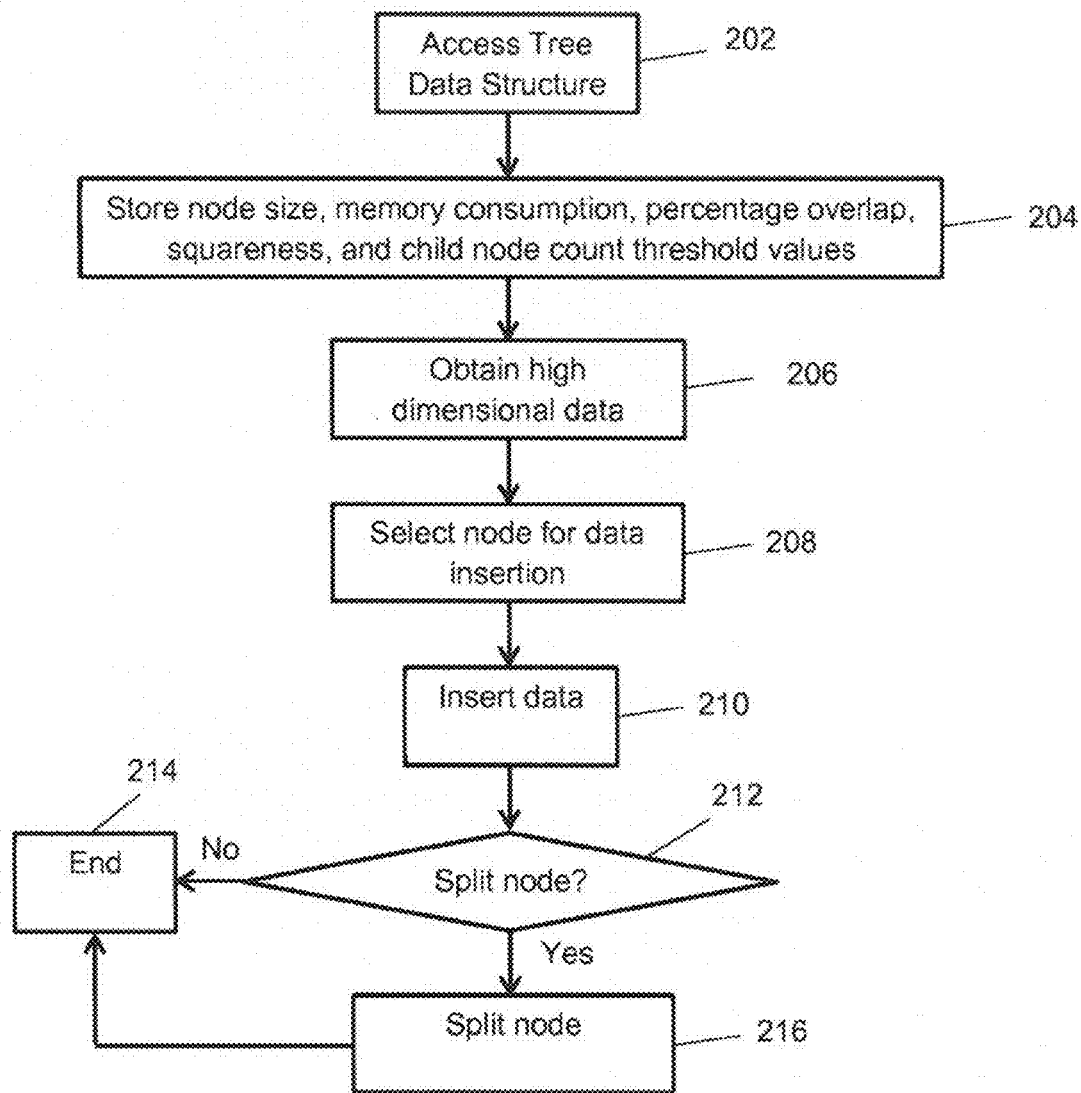 Access Tree
Data Structure
202
Store node size, memory consumption, percentage overlap,
squareness, and child node count threshold values
204
Obtain high
dimensional data
206
Select node for data
insertion
208
Insert data
210
214
212
End
No
Split node?
Yes
Split node
216